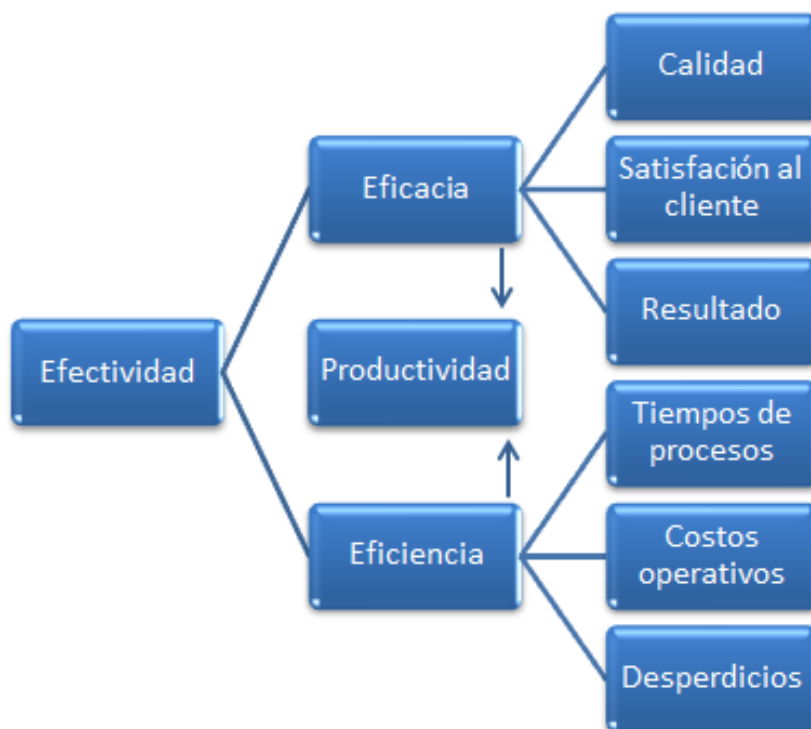 Calidad
Eficacia
Satisfación al
cliente
Resultado
Efectividad
Productividad
Tiempos de
procesos
Eficiencia
Costos
operativos
Desperdicios